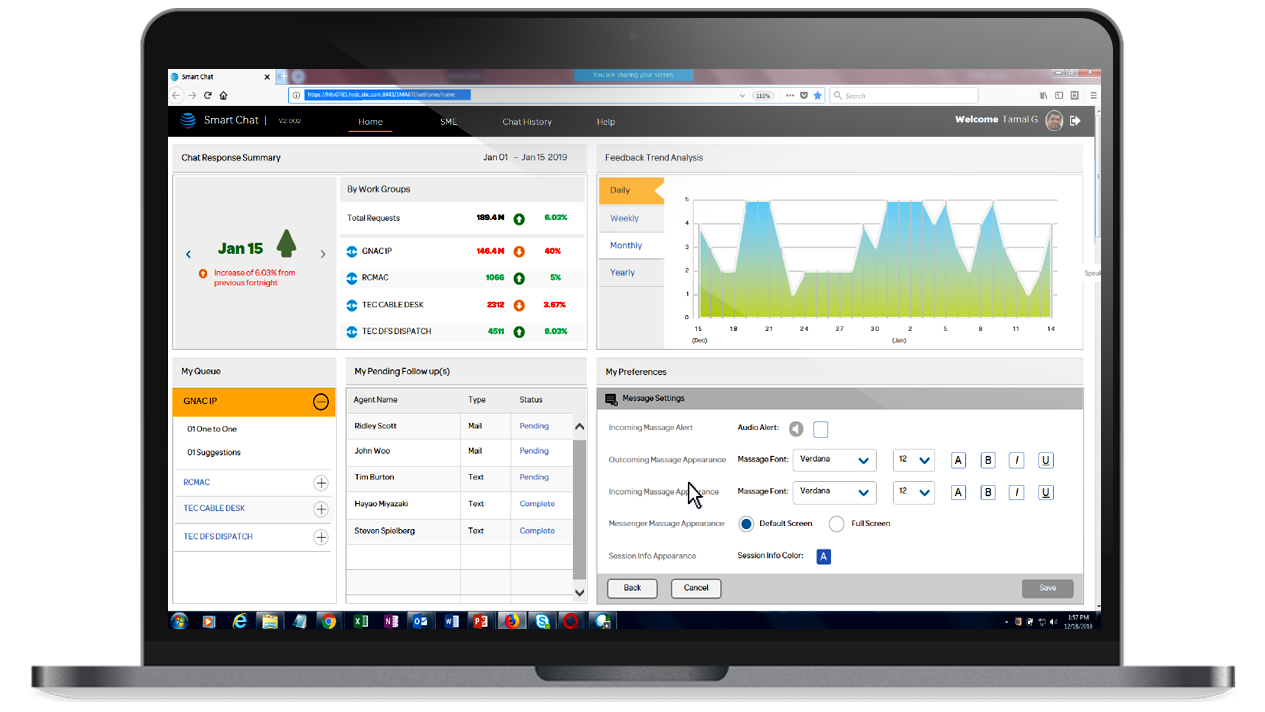 Smart Chat
You are sharing your screen.
110%
Search
Smart Chat | V2.002 Home SME Chat History Help Welcome Tamal G
Chat Response Summary Jan 01 – Jan 15 2019
Jan 15
Increase of 6.03% from
previous fortnight
By Work Groups
Total Requests 189.4 M 6.03%
GNAC IP 146.4 M 40%
RCMAC 1066 5%
TEC CABLE DESK 2312 3.67%
TEC DFS DISPATCH 4511 8.03%
Feedback Trend Analysis
Daily
Weekly
Monthly
Yearly
5
4
3
2
1
0
15 18 21 24 27 30 2 5 8 11 14
(Dec) (Jan)
Speak
My Queue
GNAC IP
01 One to One
01 Suggestions
RCMAC
TEC CABLE DESK
TEC DFS DISPATCH
My Pending Follow up(s)
Agent Name Type Status
Ridley Scott Mail Pending
John Woo Mail Pending
Tim Burton Text Pending
Hayao Miyazaki Text Complete
Steven Spielberg Text Complete
My Preferences
Message Settings
Incoming Massage Alert Audio Alert:
Outcoming Massage Appearance Massage Font: Verdana 12 A B I U
Incoming Massage Appearance Massage Font: Verdana 12 A B I U
Messenger Massage Appearance Default Screen Full Screen
Session Info Appearance Session Info Color: A
Back Cancel Save
1:57 PM
12/18/2018